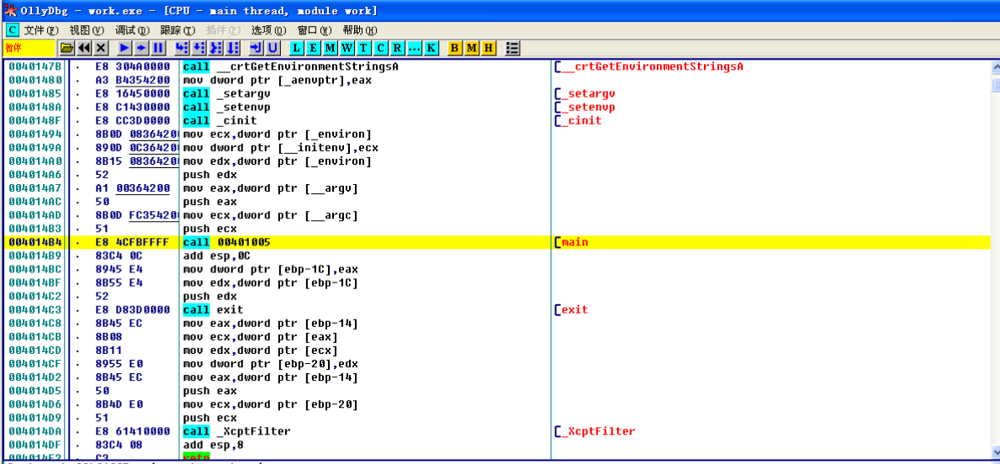 OllyDbg - work.exe - [CPU - main thread, module work]
C 文件(F) 视图(V) 调试(D) 跟踪(T) 插件(P) 选项(O) 窗口(W) 帮助(H)
暂停 L E M W T C R ... K B M H
0040147B . E8 304A0000 call __crtGetEnvironmentStringsA [__crtGetEnvironmentStringsA
00401480 . A3 B4354200 mov dword ptr [_aenvptr],eax
00401485 . E8 16450000 call _setargv [_setargv
0040148A . E8 C1430000 call _setenvp [_setenvp
0040148F . E8 CC3D0000 call _cinit [_cinit
00401494 . 8B0D 0836420 mov ecx,dword ptr [_environ]
0040149A . 890D 0C36420 mov dword ptr [__initenv],ecx
004014A0 . 8B15 0836420 mov edx,dword ptr [_environ]
004014A6 . 52 push edx
004014A7 . A1 00364200 mov eax,dword ptr [__argv]
004014AC . 50 push eax
004014AD . 8B0D FC35420 mov ecx,dword ptr [__argc]
004014B3 . 51 push ecx
004014B4 . E8 4CFBFFFF call 00401005 [main
004014B9 . 83C4 0C add esp,0C
004014BC . 8945 E4 mov dword ptr [ebp-1C],eax
004014BF . 8B55 E4 mov edx,dword ptr [ebp-1C]
004014C2 . 52 push edx
004014C3 . E8 D83D0000 call exit [exit
004014C8 . 8B45 EC mov eax,dword ptr [ebp-14]
004014CB . 8B08 mov ecx,dword ptr [eax]
004014CD . 8B11 mov edx,dword ptr [ecx]
004014CF . 8955 E0 mov dword ptr [ebp-20],edx
004014D2 . 8B45 EC mov eax,dword ptr [ebp-14]
004014D5 . 50 push eax
004014D6 . 8B4D E0 mov ecx,dword ptr [ebp-20]
004014D9 . 51 push ecx
004014DA . E8 61410000 call _XcptFilter [_XcptFilter
004014DF . 83C4 08 add esp,8
004014E2 . C3 retn